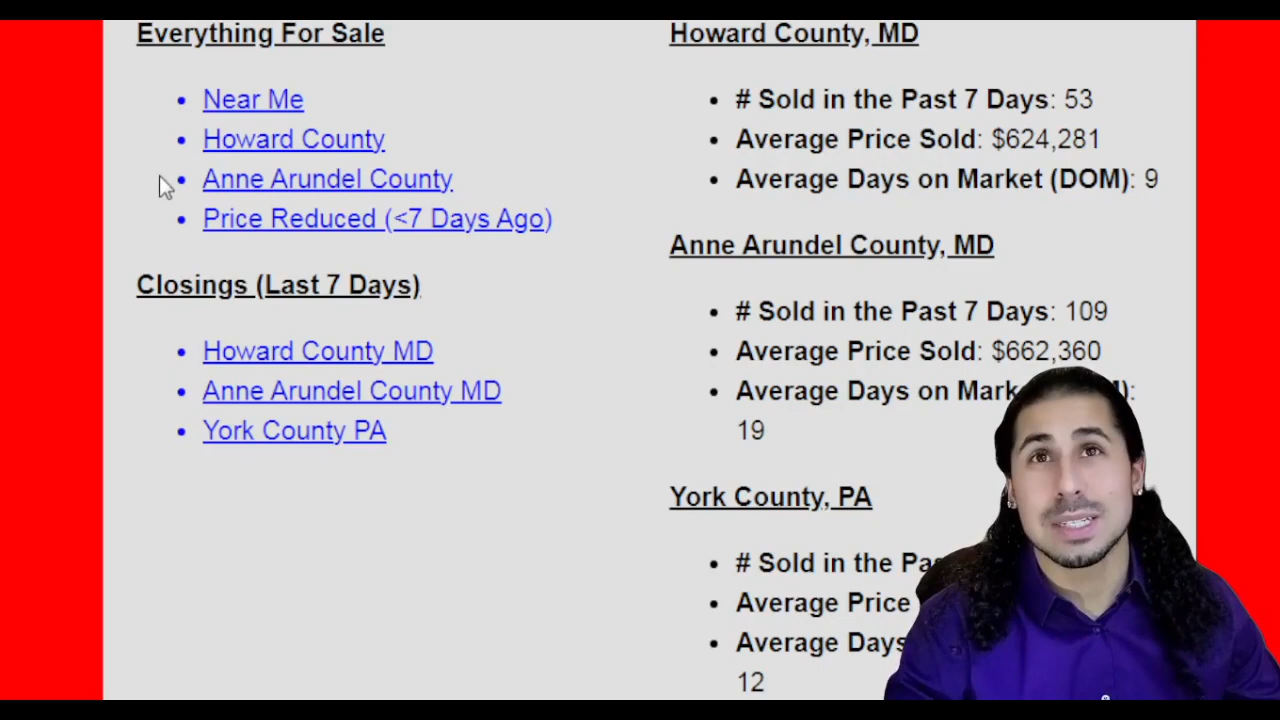 Everything For Sale
Near Me
Howard County
Anne Arundel County
Price Reduced (<7 Days Ago)
Closings (Last 7 Days)
Howard County MD
Anne Arundel County MD
York County PA
Howard County, MD
# Sold in the Past 7 Days: 53
Average Price Sold: $624,281
Average Days on Market (DOM): 9
Anne Arundel County, MD
# Sold in the Past 7 Days: 109
Average Price Sold: $662,360
Average Days on
19
York County, PA
# Sold in the
Average Price
Average Days
12